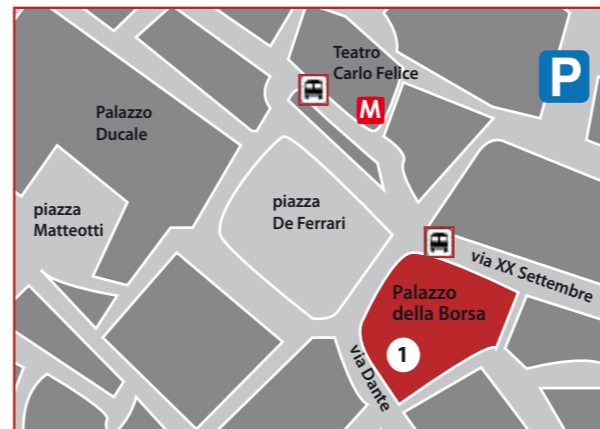 Teatro
Carlo Felice
P
M
Palazzo
Ducale
piazza
De Ferrari
piazza
Matteotti
via XX Settembre
Palazzo
della Borsa
1
via Dante